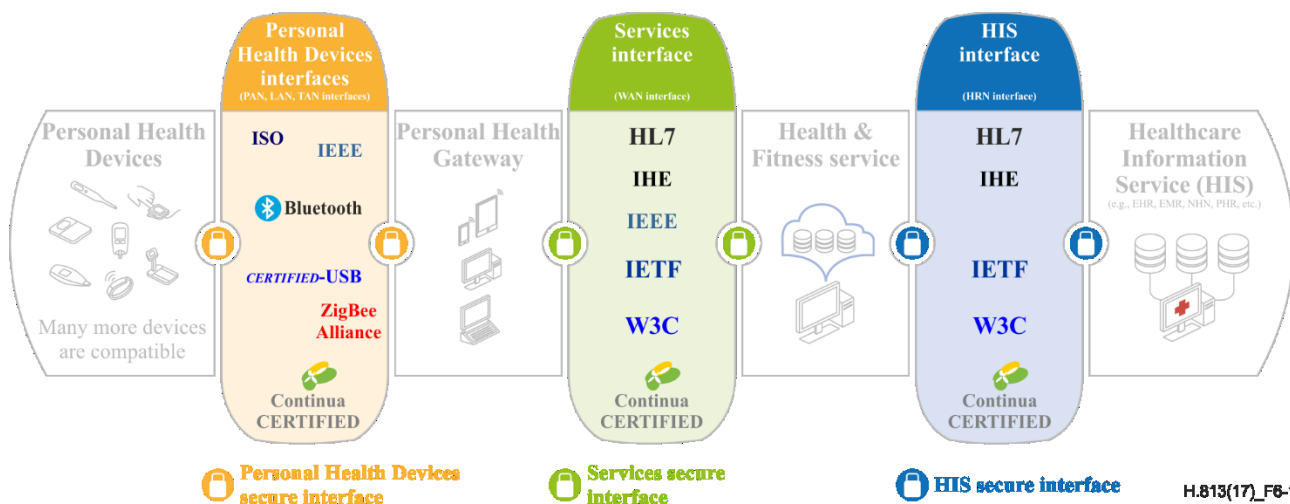 Personal
Health Devices
interfaces
(PAN, LAN, TAN interfaces)
Services
interface
(WAN interface)
HIS
interface
(HRN interface)
Personal Health
Devices
Many more devices
are compatible
ISO
IEEE
Bluetooth
CERTIFIED-USB
ZigBee
Alliance
Continua
CERTIFIED
Personal Health
Gateway
HL7
IHE
IEEE
IETF
W3C
Continua
CERTIFIED
Health &
Fitness service
HL7
IHE
IETF
W3C
Continua
CERTIFIED
Healthcare
Information
Service (HIS)
(e.g., EHR, EMR, NHN, PHR, etc.)
Personal Health Devices
secure interface
Services secure
interface
HIS secure interface